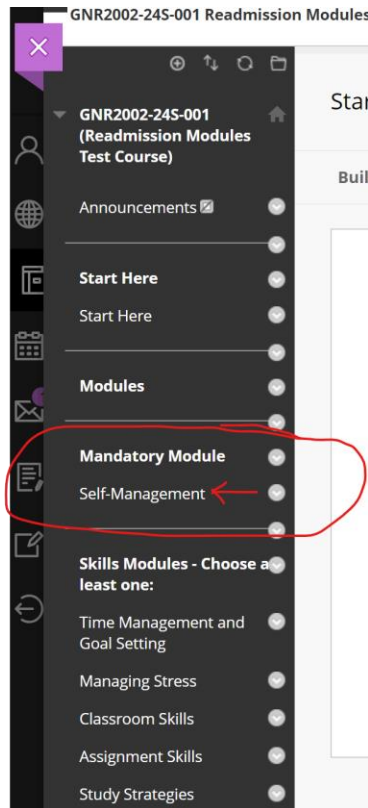 GNR2002-24S-001 Readmission Modules
GNR2002-24S-001
(Readmission Modules
Test Course)
Announcements
Start Here
Start Here
Modules
Mandatory Module
Self-Management
Skills Modules - Choose a
least one:
Time Management and
Goal Setting
Managing Stress
Classroom Skills
Assignment Skills
Study Strategies